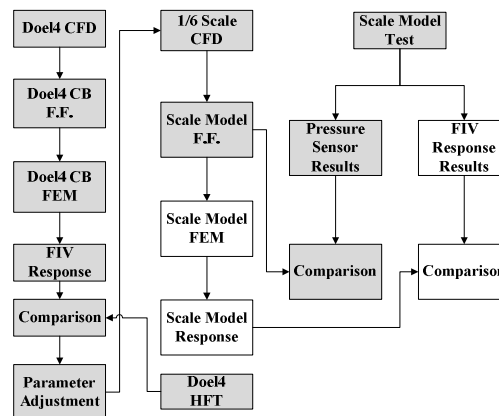 Doel4 CFD
Doel4 CB
F.F.
Doel4 CB
FEM
FIV
Response
Comparison
Parameter
Adjustment
1/6 Scale
CFD
Scale Model
F.F.
Scale Model
FEM
Scale Model
Response
Doel4
HFT
Scale Model
Test
Pressure
Sensor
Results
Comparison
FIV
Response
Results
Comparison